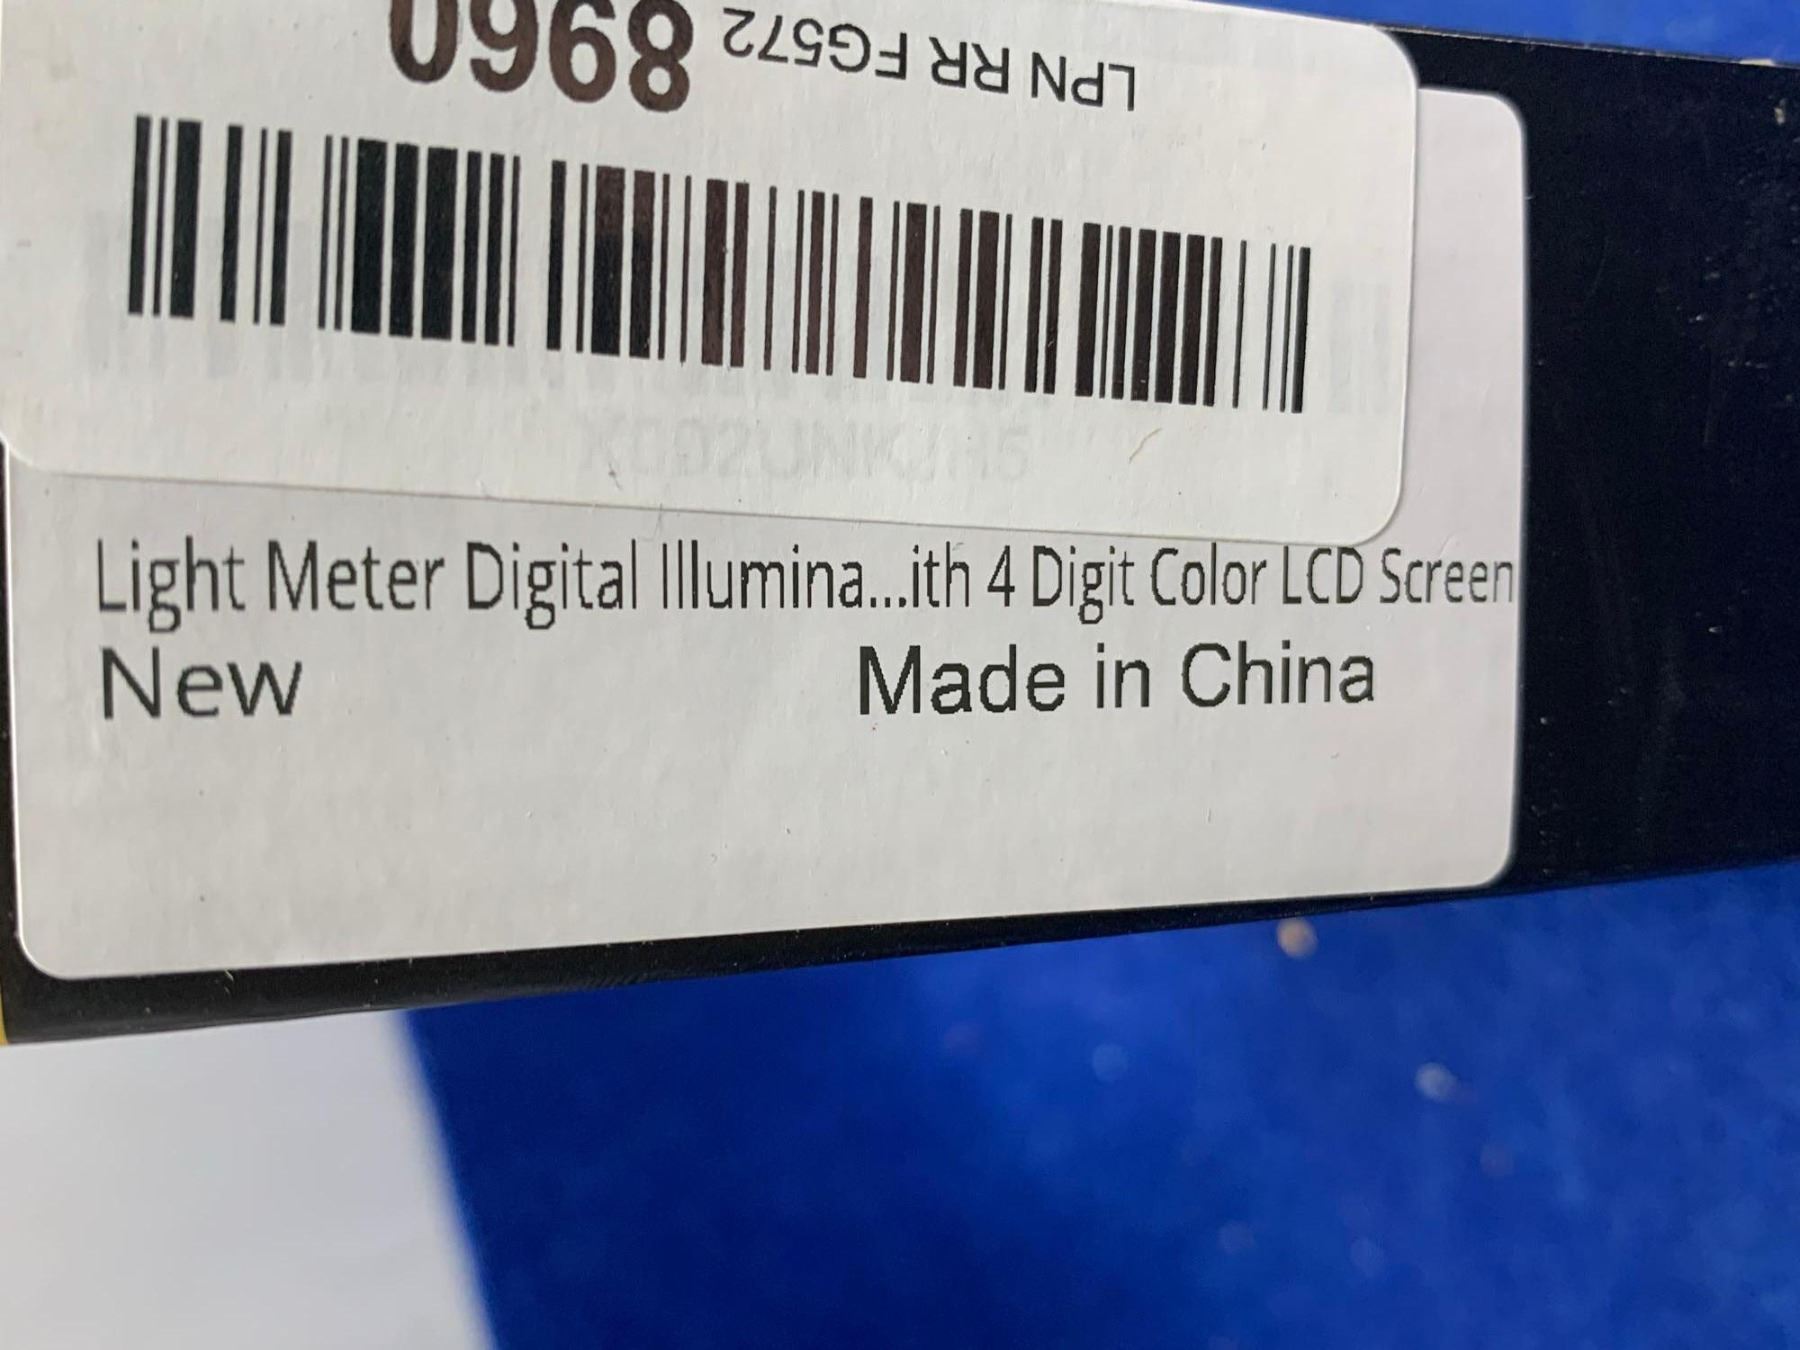 LPN RR FG572 8960
Light Meter Digital Illumina...ith 4 Digit Color LCD Screen
New Made in China